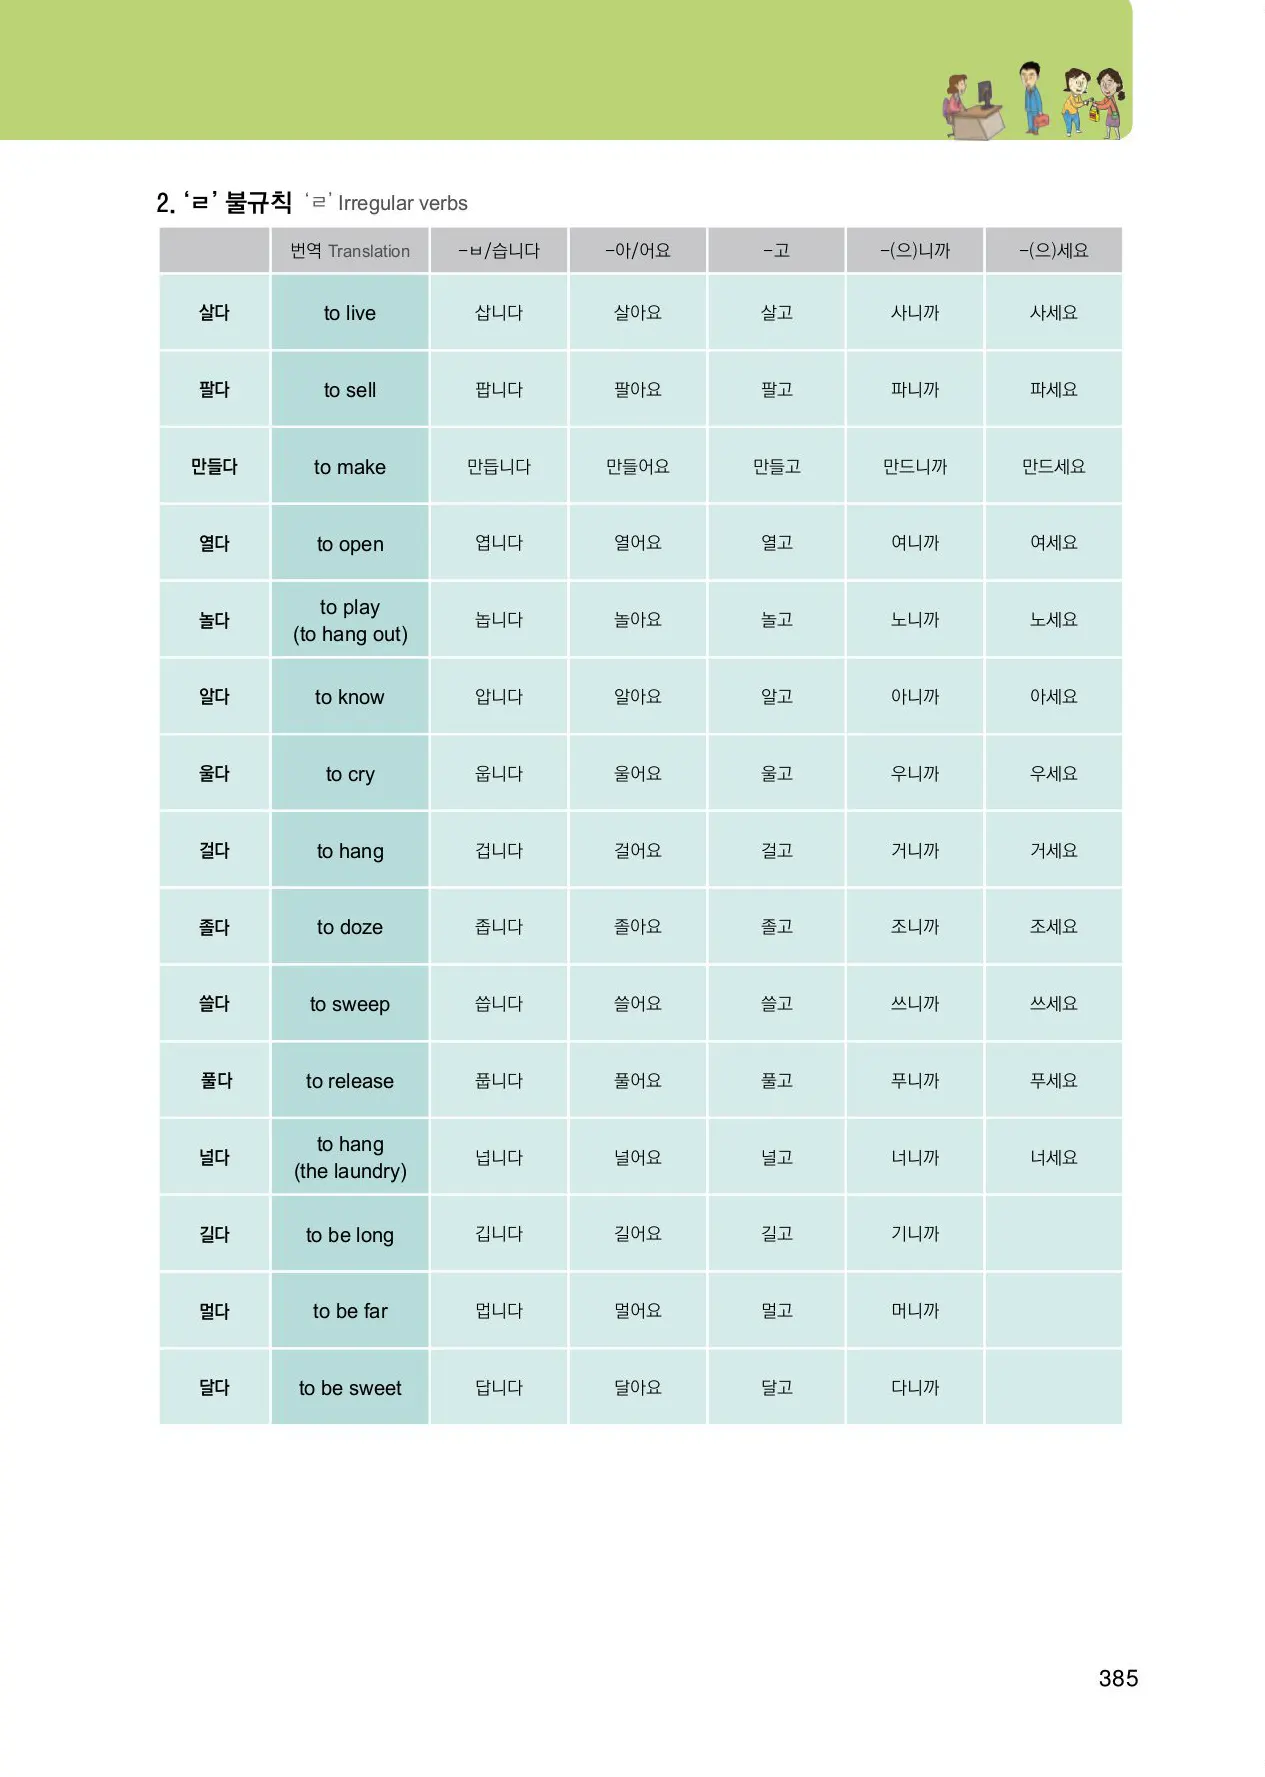 2. ‘ㄹ’ 불규칙 ‘ㄹ’ Irregular verbs
번역 Translation -ㅂ/습니다 -아/어요 -고 -(으)니까 -(으)세요
살다 to live 삽니다 살아요 살고 사니까 사세요
팔다 to sell 팝니다 팔아요 팔고 파니까 파세요
만들다 to make 만듭니다 만들어요 만들고 만드니까 만드세요
열다 to open 엽니다 열어요 열고 여니까 여세요
놀다 to play (to hang out) 놉니다 놀아요 놀고 노니까 노세요
알다 to know 압니다 알아요 알고 아니까 아세요
울다 to cry 웁니다 울어요 울고 우니까 우세요
걸다 to hang 겁니다 걸어요 걸고 거니까 거세요
졸다 to doze 좁니다 졸아요 졸고 조니까 조세요
쓸다 to sweep 씁니다 쓸어요 쓸고 쓰니까 쓰세요
풀다 to release 풉니다 풀어요 풀고 푸니까 푸세요
널다 to hang (the laundry) 넙니다 널어요 널고 너니까 너세요
길다 to be long 깁니다 길어요 길고 기니까
멀다 to be far 멉니다 멀어요 멀고 머니까
달다 to be sweet 답니다 달아요 달고 다니까
385